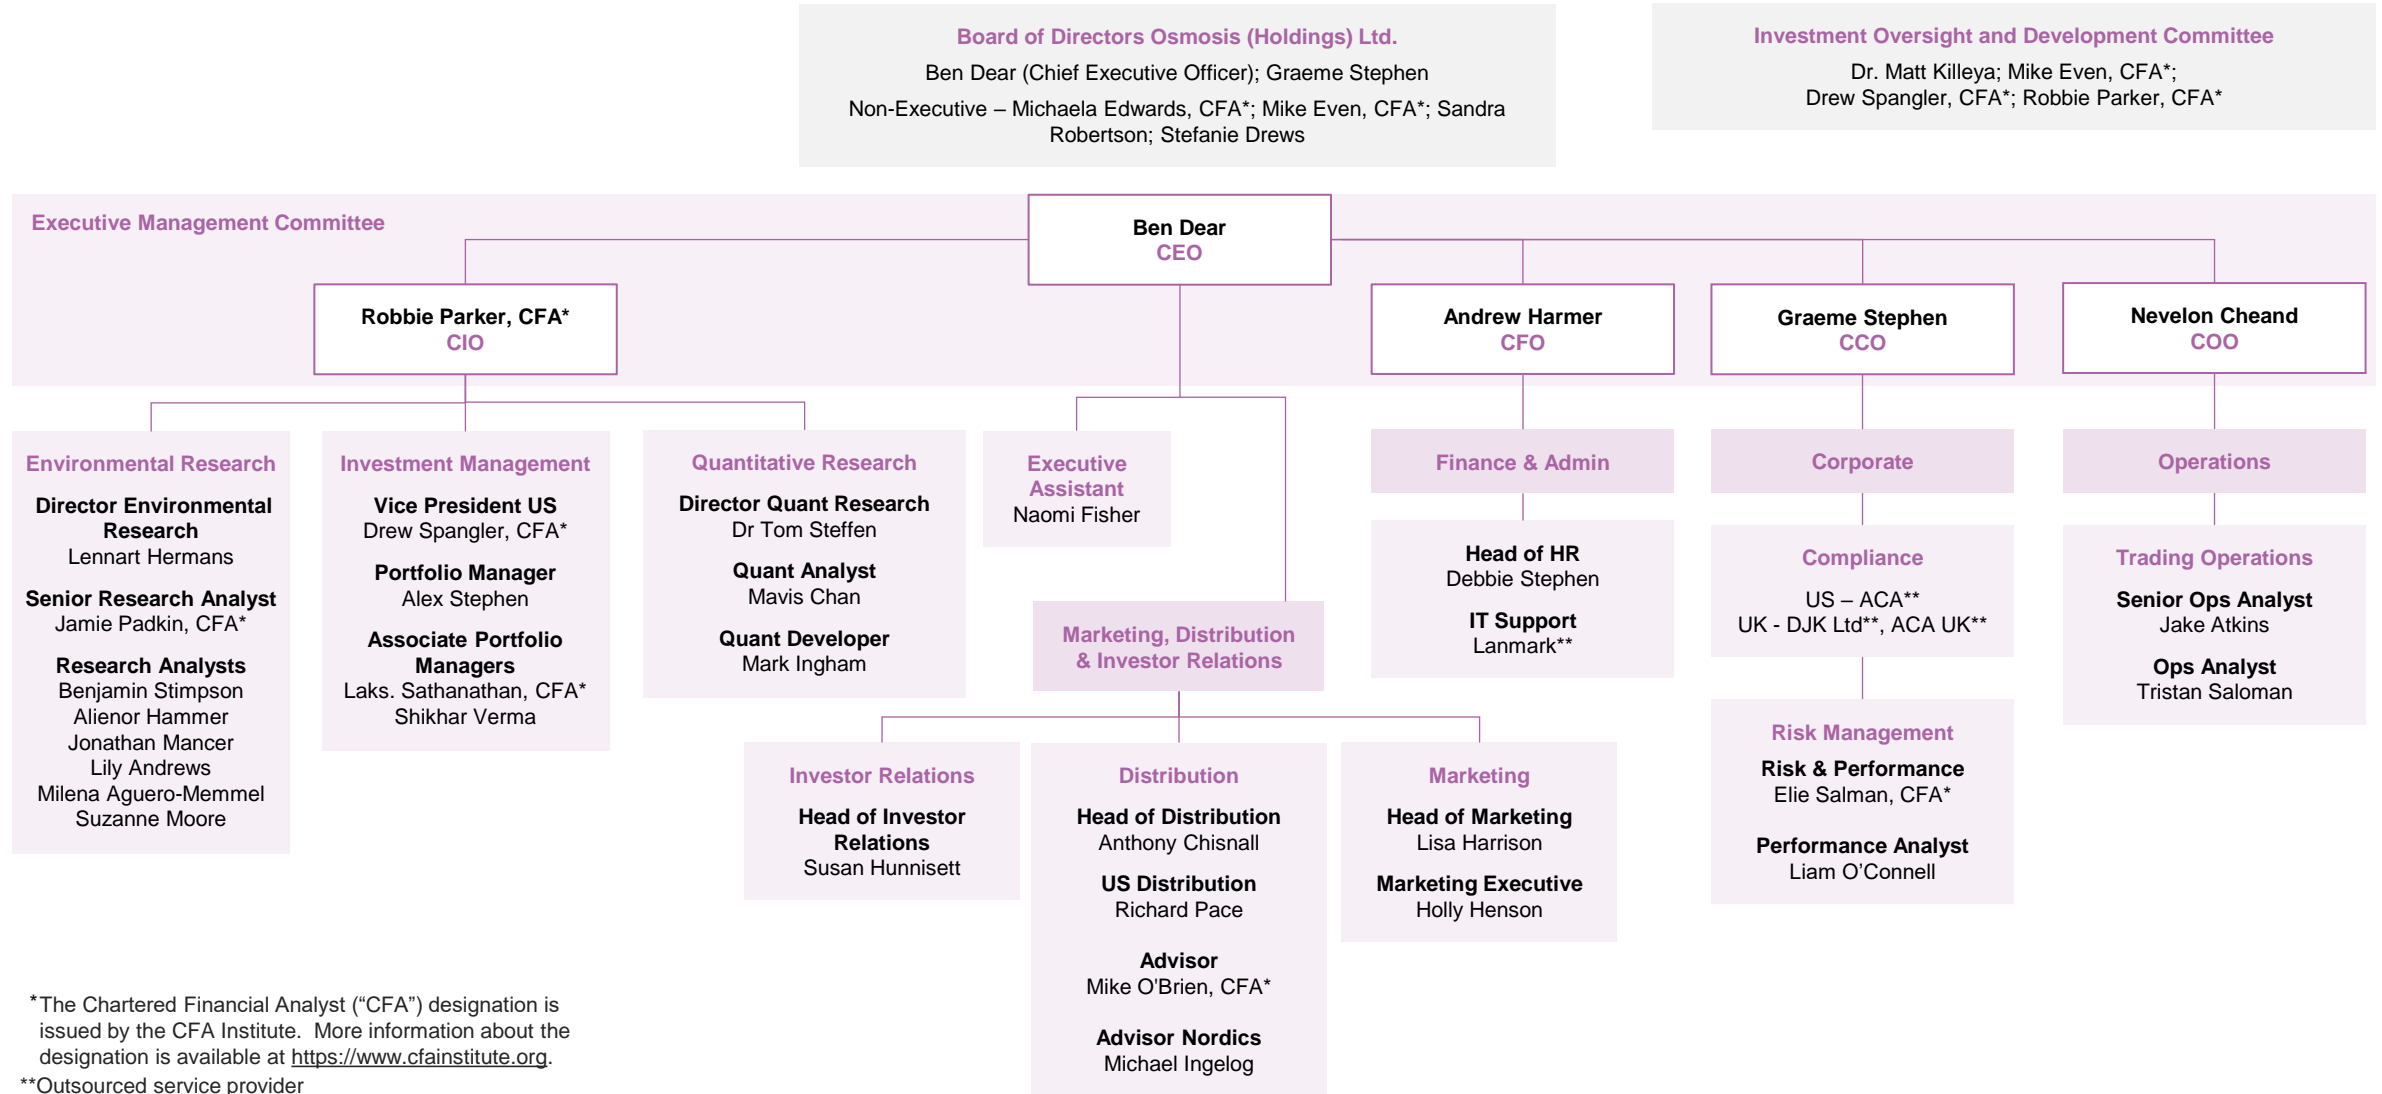 Board of Directors Osmosis (Holdings) Ltd.
Ben Dear (Chief Executive Officer); Graeme Stephen
Non-Executive – Michaela Edwards, CFA*; Mike Even, CFA*; Sandra
Robertson; Stefanie Drews
Investment Oversight and Development Committee
Dr. Matt Killeya; Mike Even, CFA*;
Drew Spangler, CFA*; Robbie Parker, CFA*
Executive Management Committee
Ben Dear
CEO
Robbie Parker, CFA*
CIO
Andrew Harmer
CFO
Graeme Stephen
CCO
Nevelon Cheand
COO
Environmental Research
Director Environmental
Research
Lennart Hermans
Senior Research Analyst
Jamie Padkin, CFA*
Research Analysts
Benjamin Stimpson
Alienor Hammer
Jonathan Mancer
Lily Andrews
Milena Aguero-Memmel
Suzanne Moore
Investment Management
Vice President US
Drew Spangler, CFA*
Portfolio Manager
Alex Stephen
Associate Portfolio
Managers
Laks. Sathanathan, CFA*
Shikhar Verma
Quantitative Research
Director Quant Research
Dr Tom Steffen
Quant Analyst
Mavis Chan
Quant Developer
Mark Ingham
Executive
Assistant
Naomi Fisher
Marketing, Distribution
& Investor Relations
Investor Relations
Head of Investor
Relations
Susan Hunnisett
Distribution
Head of Distribution
Anthony Chisnall
US Distribution
Richard Pace
Advisor
Mike O'Brien, CFA*
Advisor Nordics
Michael Ingelog
Marketing
Head of Marketing
Lisa Harrison
Marketing Executive
Holly Henson
Finance & Admin
Head of HR
Debbie Stephen
IT Support
Lanmark**
Corporate
Compliance
US – ACA**
UK - DJK Ltd**, ACA UK**
Risk Management
Risk & Performance
Elie Salman, CFA*
Performance Analyst
Liam O’Connell
Operations
Trading Operations
Senior Ops Analyst
Jake Atkins
Ops Analyst
Tristan Saloman
*The Chartered Financial Analyst (“CFA”) designation is
issued by the CFA Institute.  More information about the
designation is available at https://www.cfainstitute.org.
**Outsourced service provider